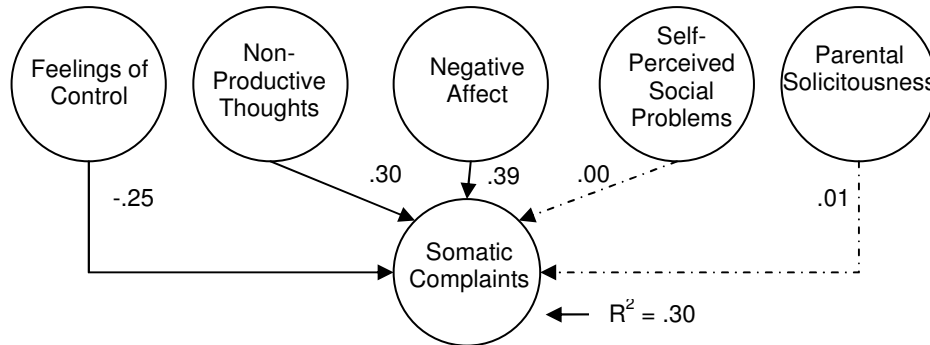 Feelings of
Control
Non-
Productive
Thoughts
Negative
Affect
Self-
Perceived
Social
Problems
Parental
Solicitousness
-.25
.30
.39
.00
.01
Somatic
Complaints
R² = .30